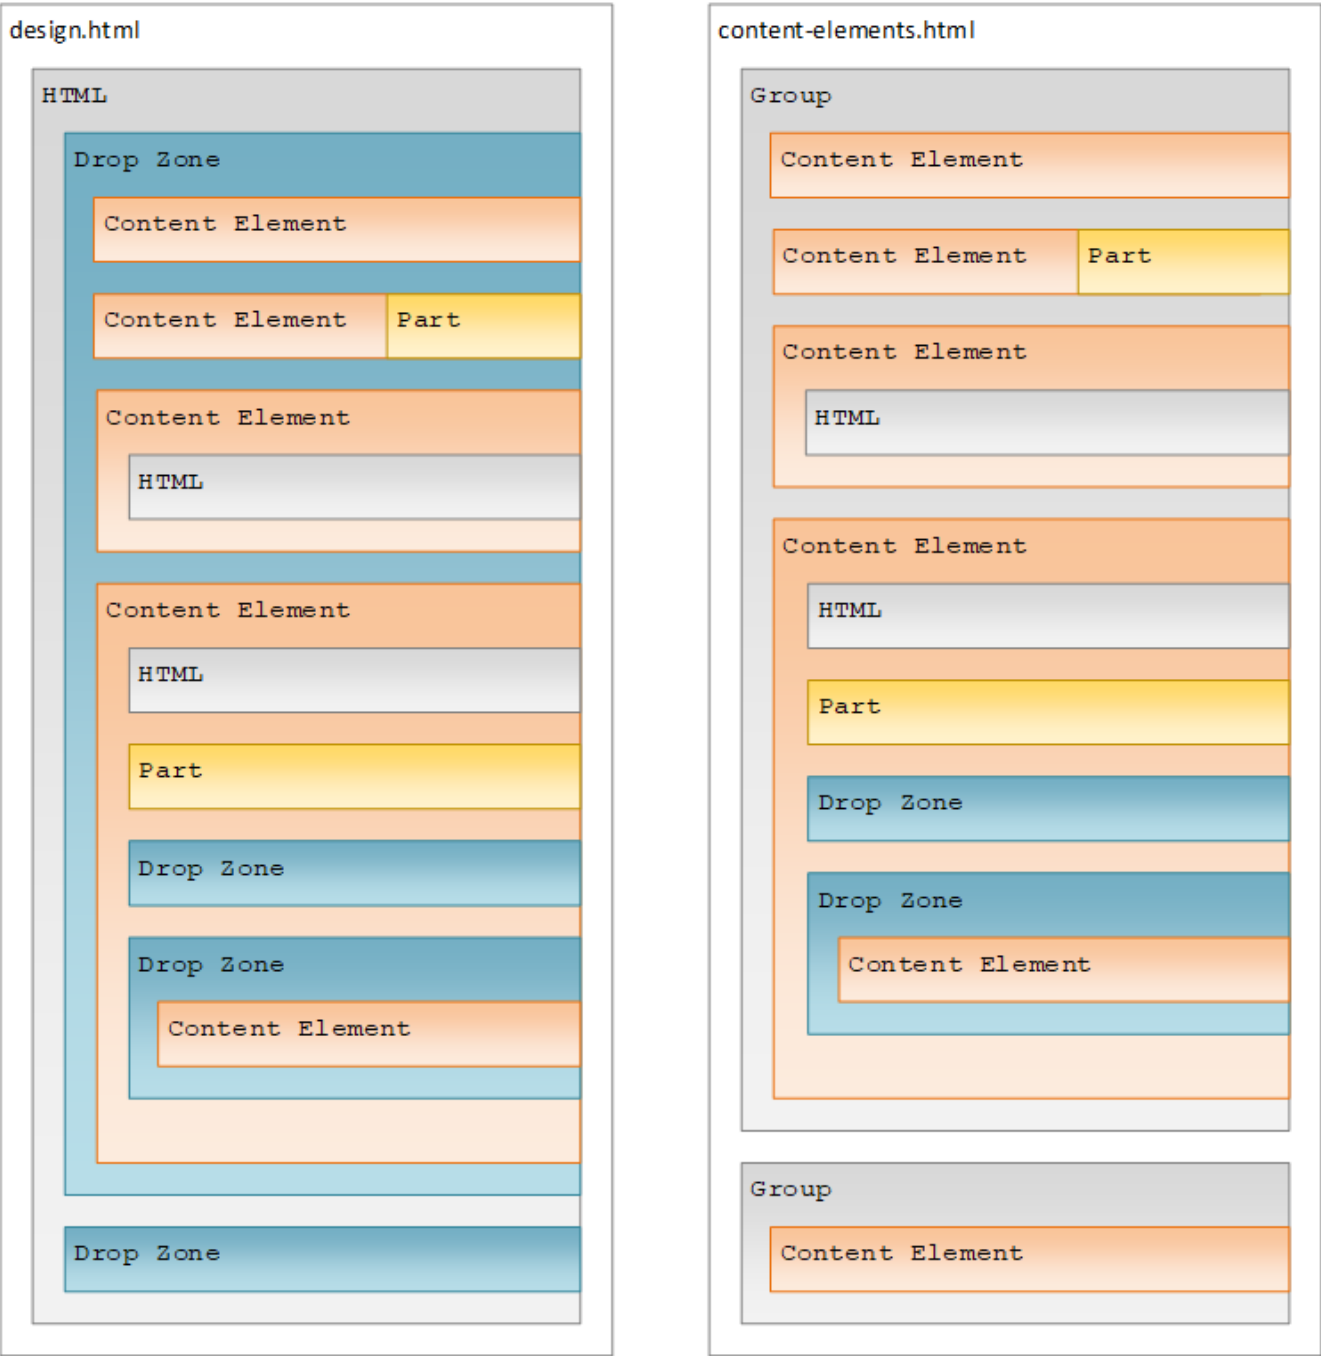 design.html
HTML
Drop Zone
Content Element
Content Element Part
Content Element
HTML
Content Element
HTML
Part
Drop Zone
Drop Zone
Content Element
Drop Zone
content-elements.html
Group
Content Element
Content Element Part
Content Element
HTML
Content Element
HTML
Part
Drop Zone
Drop Zone
Content Element
Group
Content Element